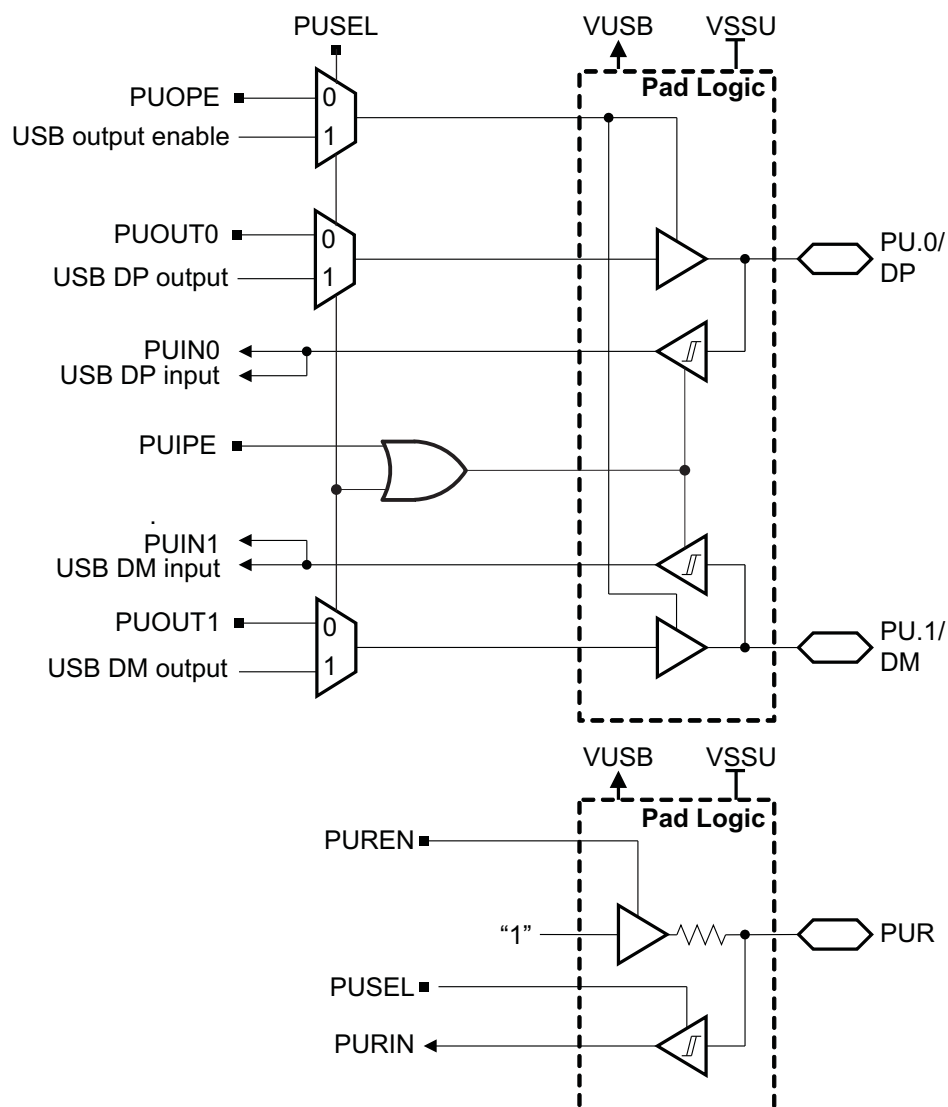 PUSEL
VUSB
VSSU
Pad Logic
PUOPE
0
USB output enable
1
PUOUT0
0
USB DP output
1
PU.0/
DP
PUIN0
USB DP input
PUIPE
.
PUIN1
USB DM input
PUOUT1
0
USB DM output
1
PU.1/
DM
VUSB
VSSU
Pad Logic
PUREN
“1”
PUR
PUSEL
PURIN